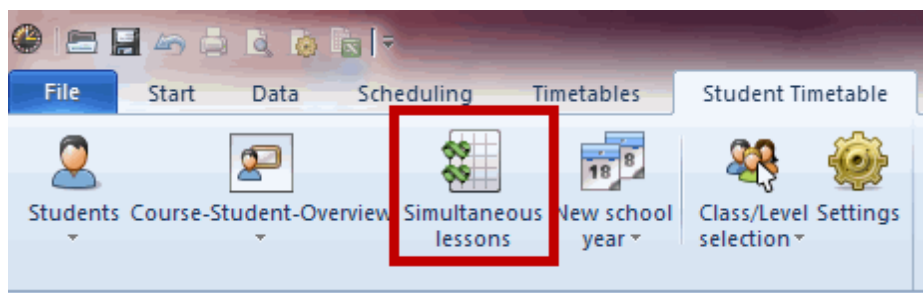 File Start Data Scheduling Timetables Student Timetable
18 8
Students Course-Student-Overview Simultaneous New school Class/Level Settings
lessons year selection